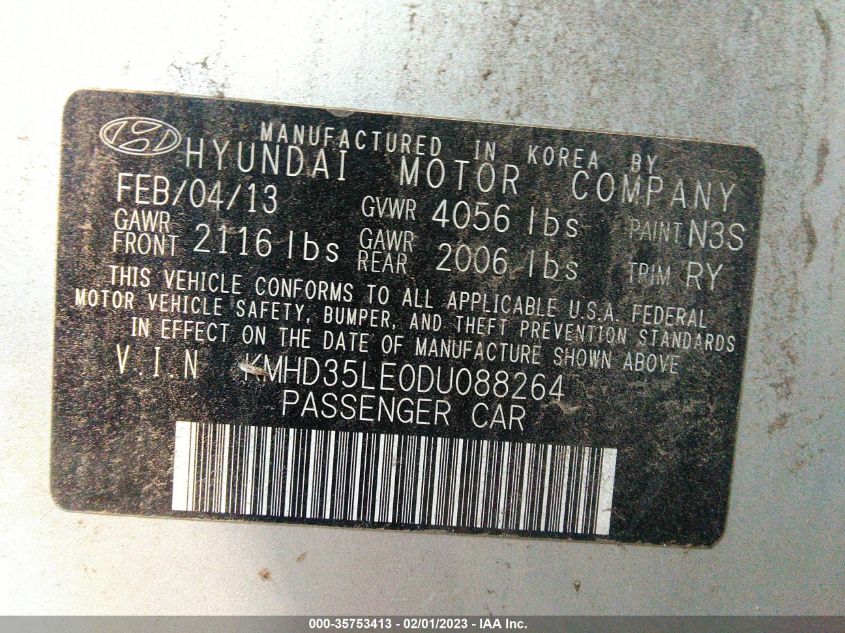 MANUFACTURED IN KOREA BY
HYUNDAI MOTOR COMPANY
FEB/04/13 GVWR 4056 lbs PAINT N3S
GAWR FRONT 2116 lbs GAWR REAR 2006 lbs TRIM RY
THIS VEHICLE CONFORMS TO ALL APPLICABLE U.S.A. FEDERAL
MOTOR VEHICLE SAFETY, BUMPER, AND THEFT PREVENTION STANDARDS
IN EFFECT ON THE DATE OF MANUFACTURE SHOWN ABOVE
V.I.N KMHD35LE0DU088264
PASSENGER CAR
000-35753413 - 02/01/2023 - IAA Inc.